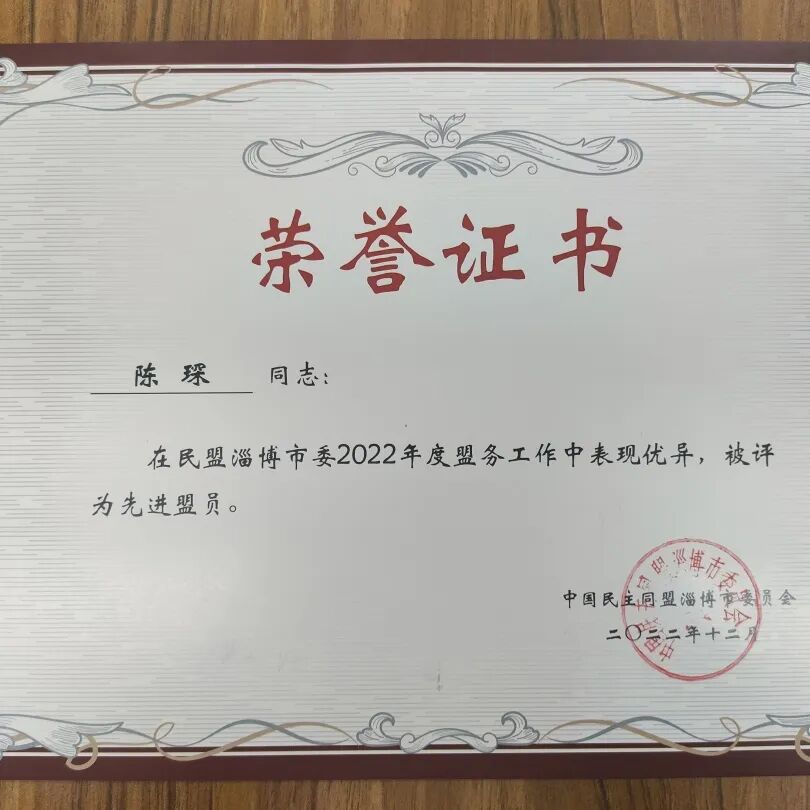 荣誉证书
陈琛 同志：
在民盟淄博市委2022年度盟务工作中表现优异，被评
为先进盟员。
中国民主同盟淄博市委员会
二〇二二年十二月